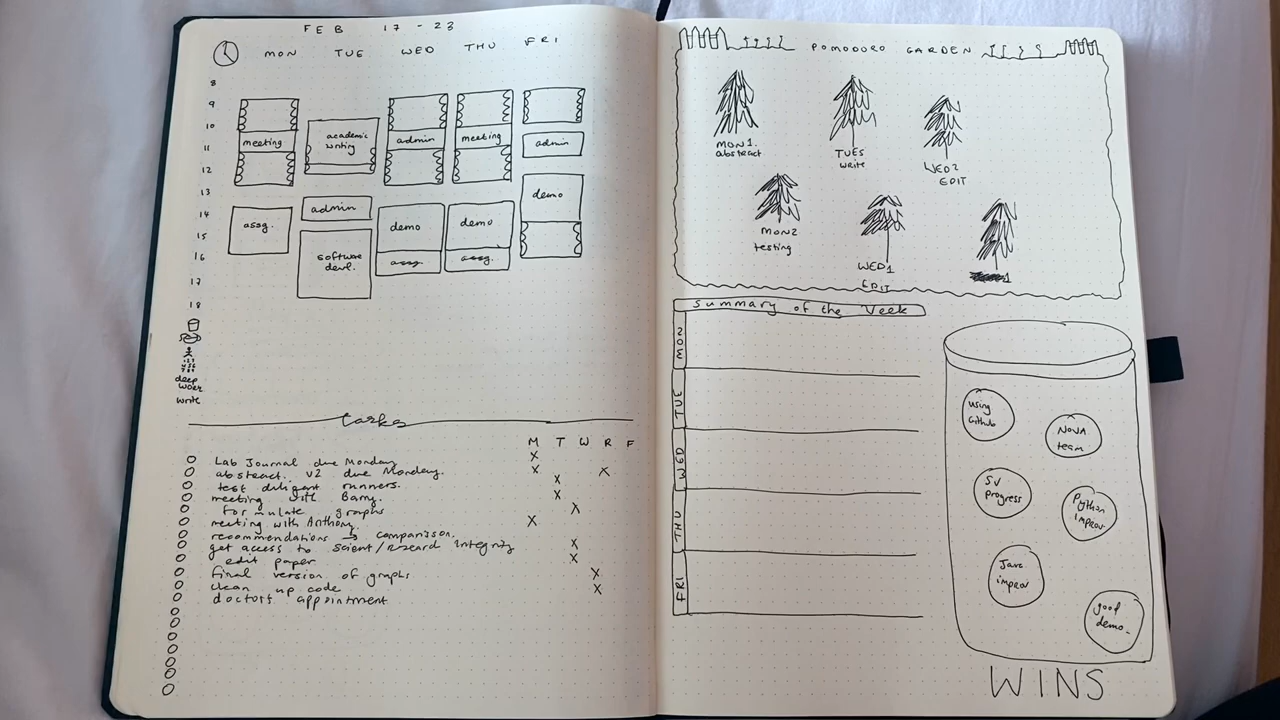 FEB 17 - 23
MON TUE WED THU FRI
8
9
10
11
12
13
14
15
16
17
18
meeting
academic
writing
admin
meeting
admin
assg.
admin
software
devl.
demo
assg.
demo
assg.
demo
deep
work
write
tasks
M T W R F
Lab Journal due Monday X
abstract. v2 due Monday. X X
test diligent runners. X
meeting with Barry. X
formulate graphs X
meeting with Anthony. X
recommendations → comparison.
get access to scient/research integrity X
edit paper X
final version of graphs X
clean up code X
doctors appointment
POMODORO GARDEN
MON1.
abstract
TUES
write
WED2
EDIT
MON2
testing
WED1
EDIT
1
Summary of the Week
MON
TUE
WED
THU
FRI
using
Github
NOVA
team
SV
Progress
Python
improv
Java
improv
good
demo.
WINS